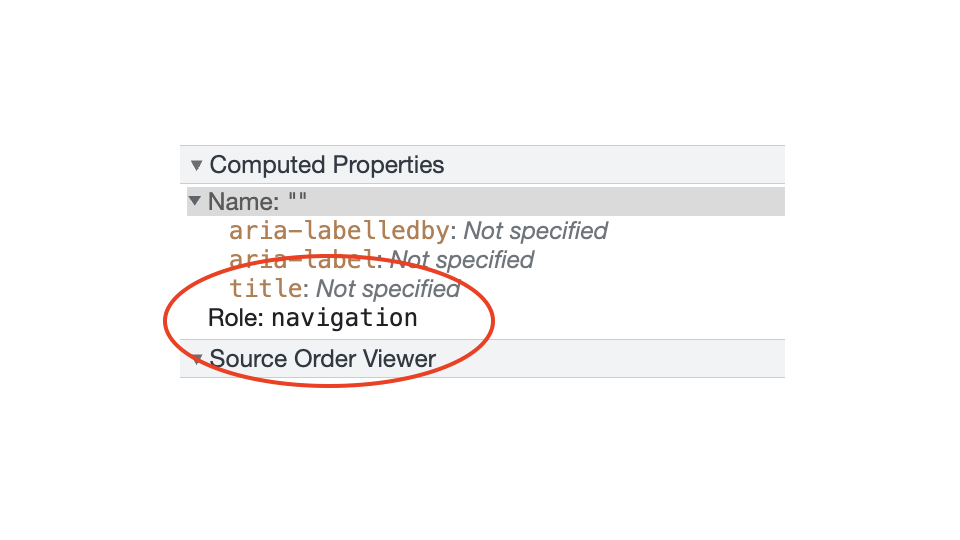 Computed Properties
Name: ""
aria-labelledby: Not specified
aria-label: Not specified
title: Not specified
Role: navigation
Source Order Viewer